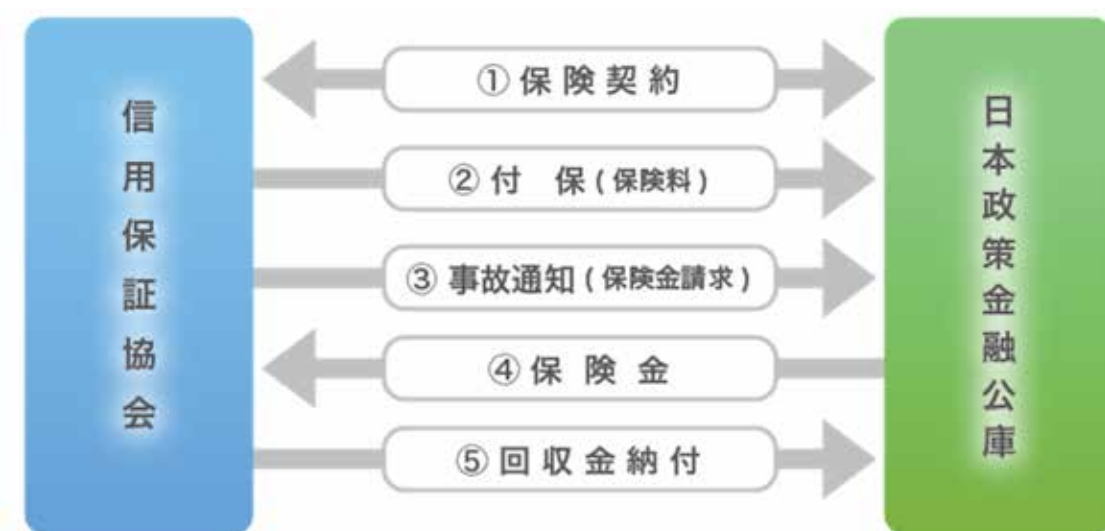 信用保証協会
①保険契約
②付 保(保険料)
③事故通知(保険金請求)
④保険金
⑤回収金納付
日本政策金融公庫